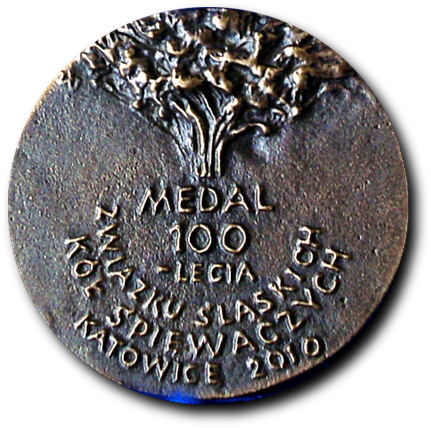 MEDAL
100
-LECIA
ZWIĄZKU ŚLĄSKICH
KÓŁ ŚPIEWACZYCH
KATOWICE 2010